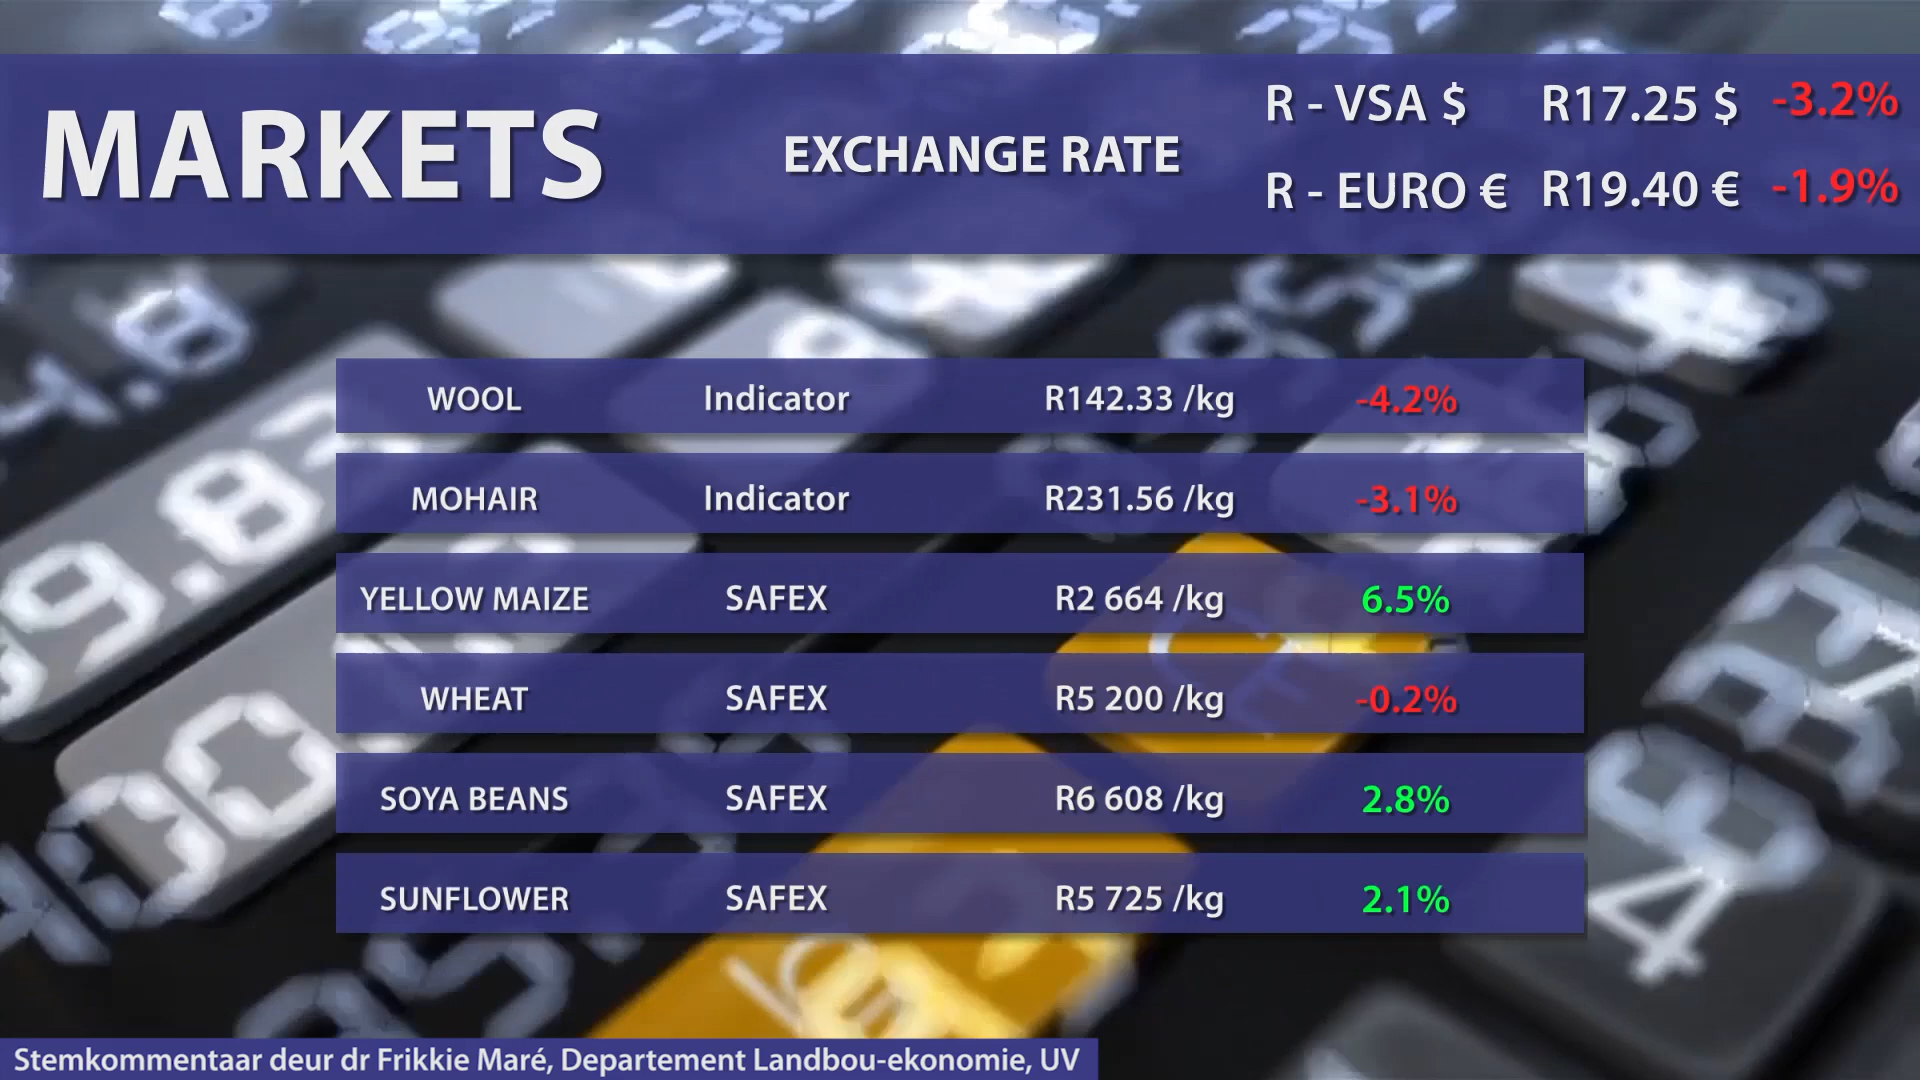 MARKETS
EXCHANGE RATE
R - VSA $ R17.25 $ -3.2%
R - EURO € R19.40 € -1.9%
WOOL Indicator R142.33 /kg -4.2%
MOHAIR Indicator R231.56 /kg -3.1%
YELLOW MAIZE SAFEX R2 664 /kg 6.5%
WHEAT SAFEX R5 200 /kg -0.2%
SOYA BEANS SAFEX R6 608 /kg 2.8%
SUNFLOWER SAFEX R5 725 /kg 2.1%
Stemkommentaar deur dr Frikkie Maré, Departement Landbou-ekonomie, UV